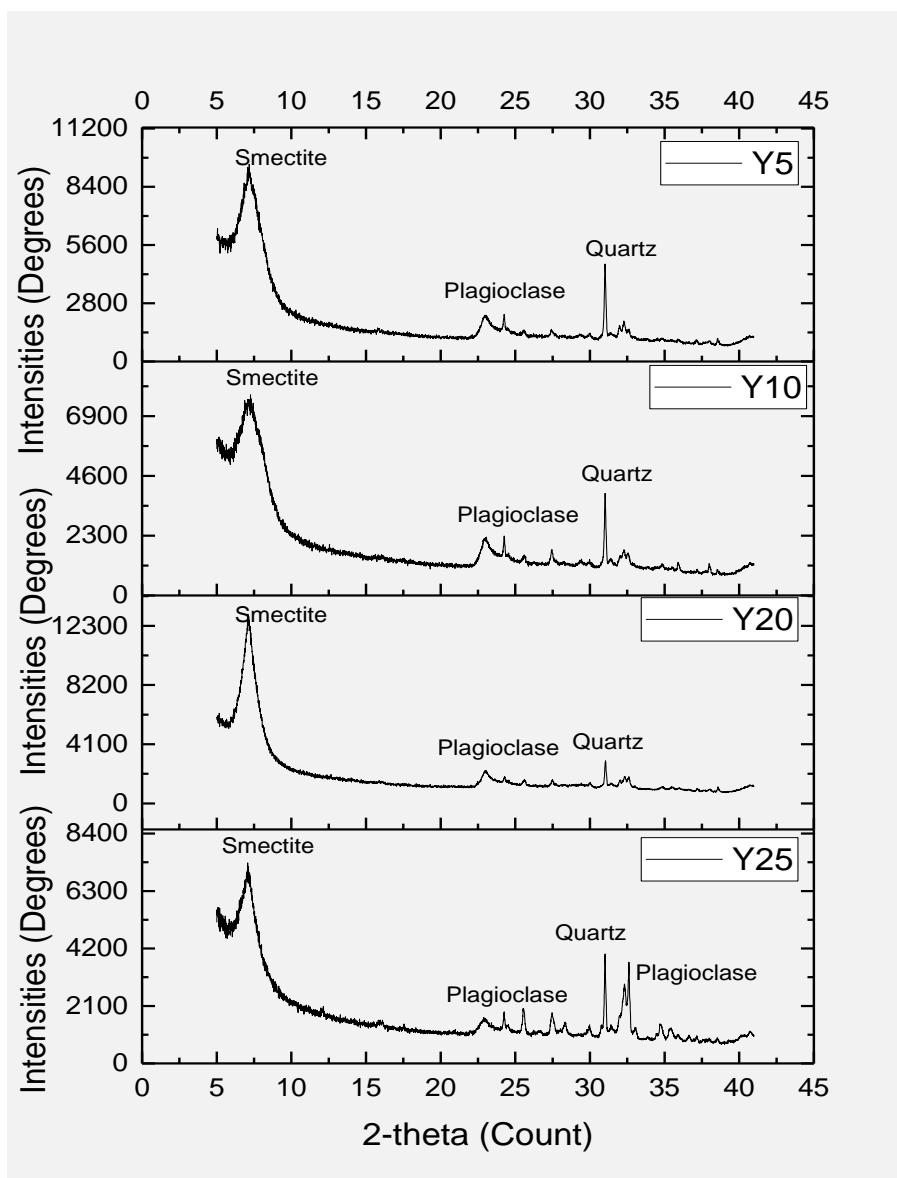 0 5 10 15 20 25 30 35 40 45
11200
8400
5600
2800
0
Intensities (Degrees)
Smectite
Plagioclase
Quartz
Y5
6900
4600
2300
0
Intensities (Degrees)
Smectite
Plagioclase
Quartz
Y10
12300
8200
4100
0
Intensities (Degrees)
Smectite
Plagioclase
Quartz
Y20
8400
6300
4200
2100
0
Intensities (Degrees)
Smectite
Plagioclase
Quartz
Plagioclase
Y25
0 5 10 15 20 25 30 35 40 45
2-theta (Count)